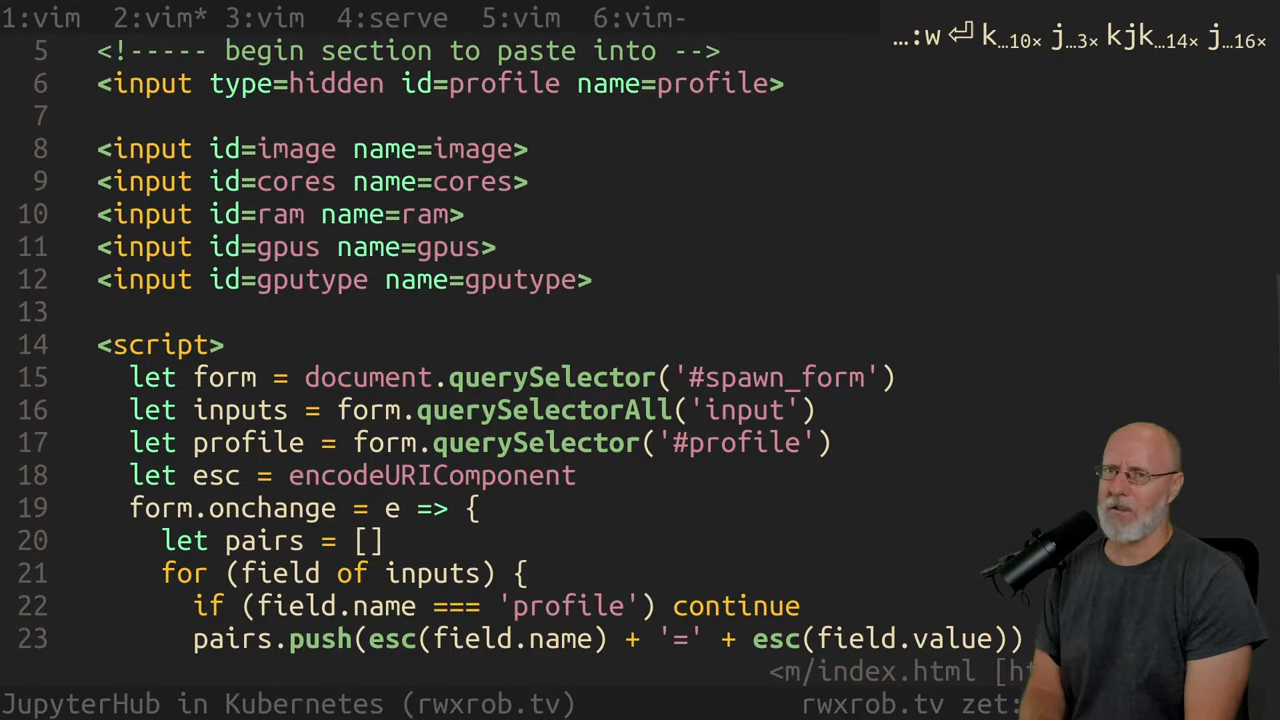 1:vim 2:vim* 3:vim 4:serve 5:vim 6:vim-
…:w ⏎ k…10× j…3× kjk…14× j…16×
5 <!----- begin section to paste into -->
6 <input type=hidden id=profile name=profile>
7
8 <input id=image name=image>
9 <input id=cores name=cores>
10 <input id=ram name=ram>
11 <input id=gpus name=gpus>
12 <input id=gputype name=gputype>
13
14 <script>
15 let form = document.querySelector('#spawn_form')
16 let inputs = form.querySelectorAll('input')
17 let profile = form.querySelector('#profile')
18 let esc = encodeURIComponent
19 form.onchange = e => {
20 let pairs = []
21 for (field of inputs) {
22 if (field.name === 'profile') continue
23 pairs.push(esc(field.name) + '=' + esc(field.value))
<m/index.html [h
JupyterHub in Kubernetes (rwxrob.tv) rwxrob.tv zet: